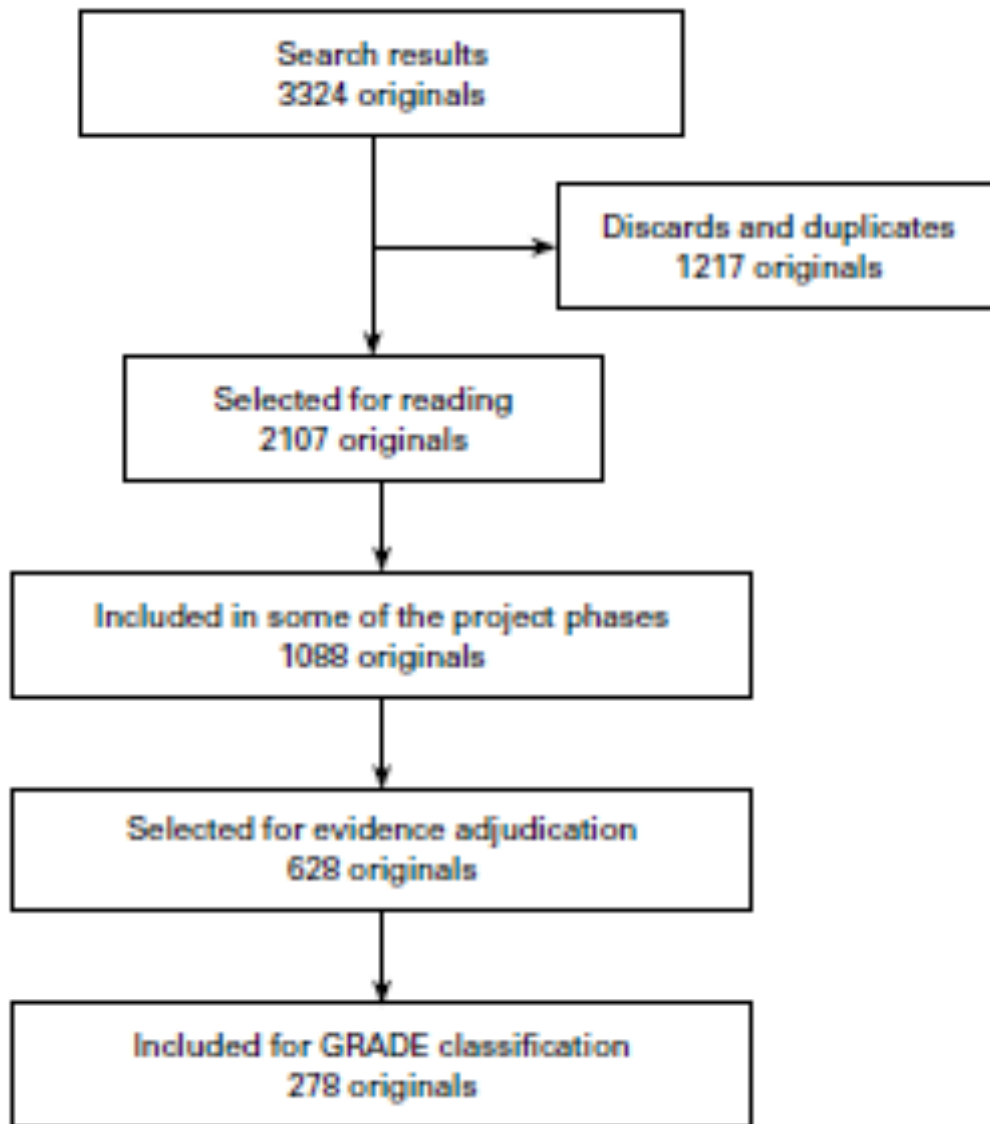 Search results
3324 originals
Discards and duplicates
1217 originals
Selected for reading
2107 originals
Included in some of the project phases
1088 originals
Selected for evidence adjudication
628 originals
Included for GRADE classification
278 originals